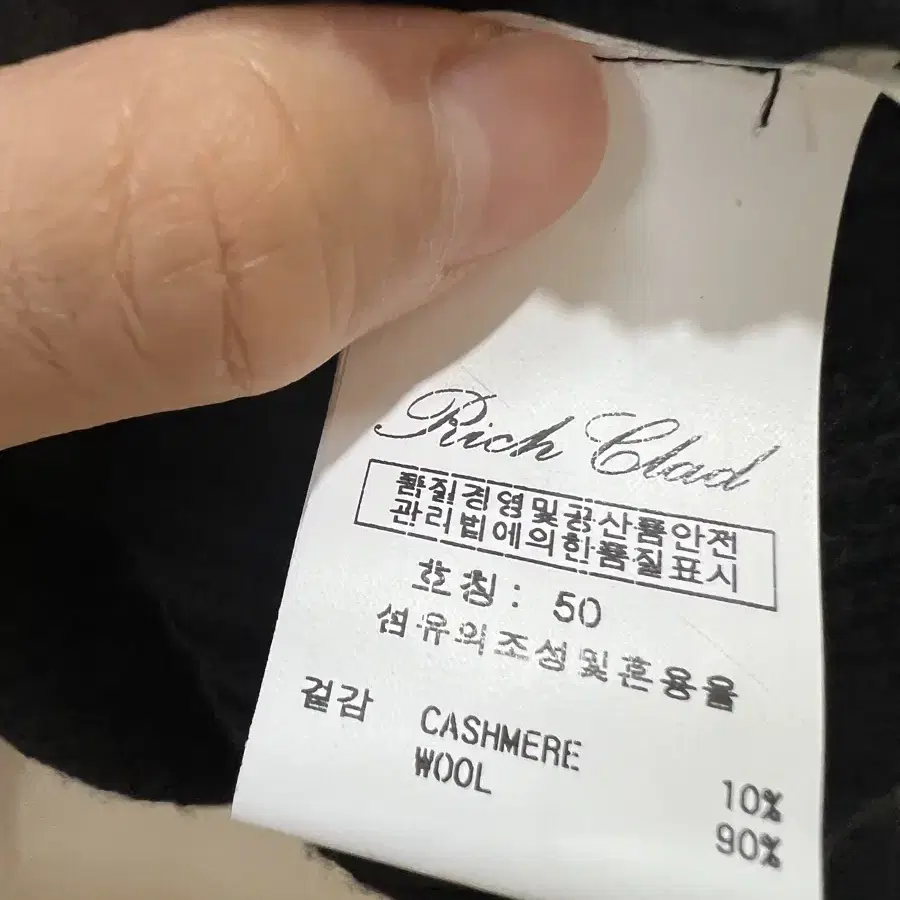 Rich Clad
품질경영및공산품안전
관리법에의한품질표시
호칭: 50
섬유의조성및혼용율
겉감 CASHMERE 10%
WOOL 90%